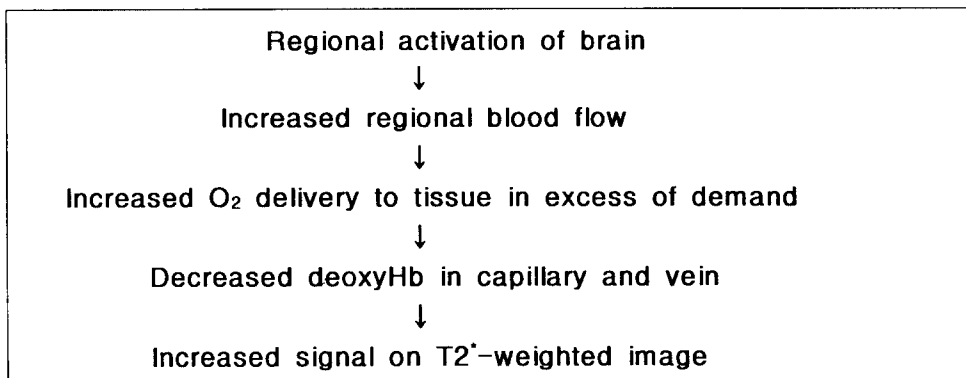 Regional activation of brain
↓
Increased regional blood flow
↓
Increased O₂ delivery to tissue in excess of demand
↓
Decreased deoxyHb in capillary and vein
↓
Increased signal on T2*-weighted image